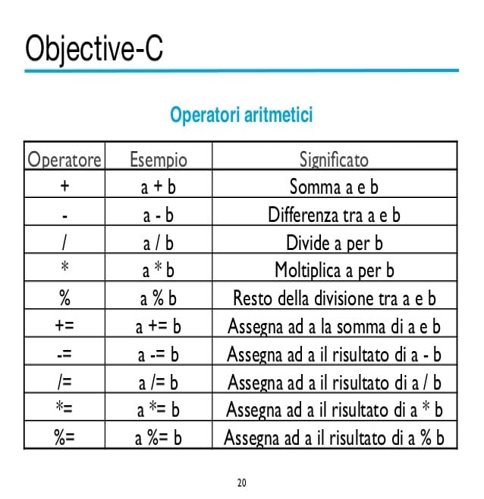 Objective-C
Operatori aritmetici
Operatore Esempio Significato
+ a + b Somma a e b
- a - b Differenza tra a e b
/ a / b Divide a per b
* a * b Moltiplica a per b
% a % b Resto della divisione tra a e b
+= a += b Assegna ad a la somma di a e b
-= a -= b Assegna ad a il risultato di a - b
/= a /= b Assegna ad a il risultato di a / b
*= a *= b Assegna ad a il risultato di a * b
%= a %= b Assegna ad a il risultato di a % b
20